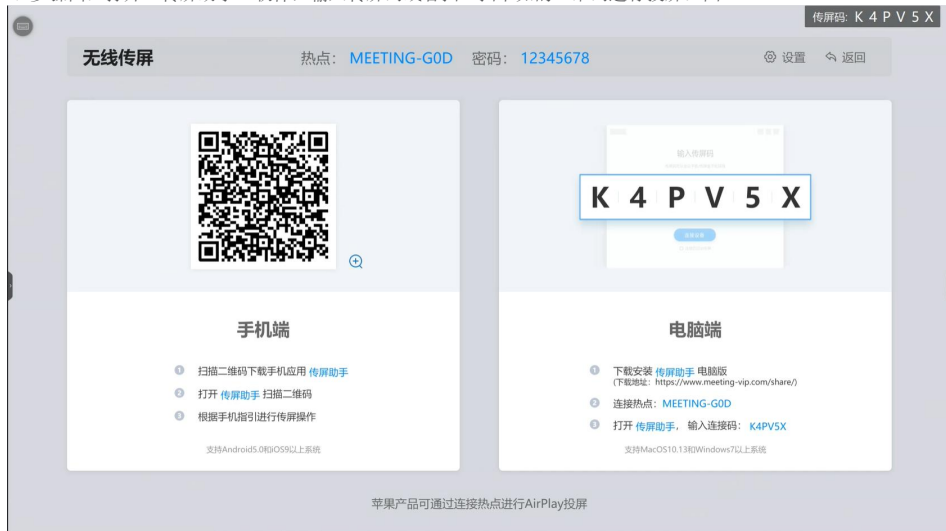 传屏码: K 4 P V 5 X
无线传屏 热点： MEETING-G0D 密码： 12345678 设置 返回
输入传屏码
K 4 P V 5 X
手机端
1 扫描二维码下载手机应用 传屏助手
2 打开 传屏助手 扫描二维码
3 根据手机指引进行传屏操作
支持Android5.0和iOS9以上系统
电脑端
1 下载安装 传屏助手 电脑版
(下载地址：https://www.meeting-vip.com/share/)
2 连接热点：MEETING-G0D
3 打开 传屏助手， 输入连接码： K4PV5X
支持MacOS10.13和Windows7以上系统
苹果产品可通过连接热点进行AirPlay投屏